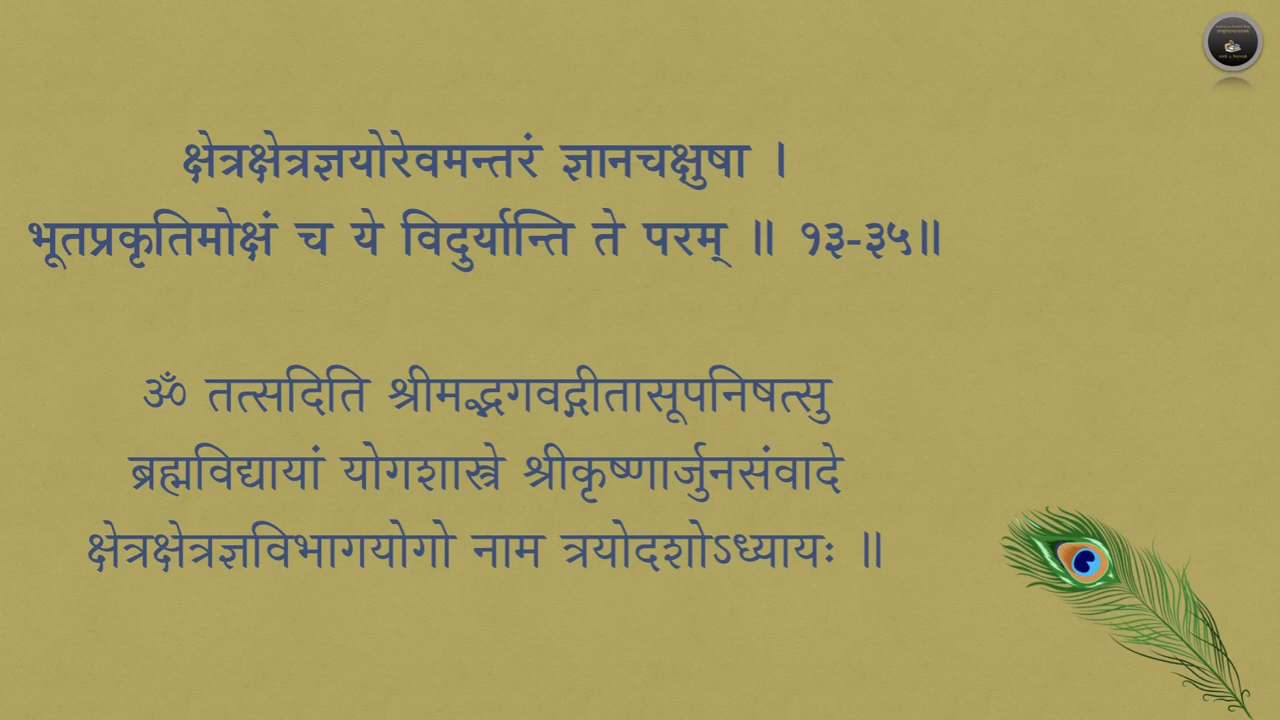 क्षेत्रक्षेत्रज्ञयोरेवमन्तरं ज्ञानचक्षुषा ।
भूतप्रकृतिमोक्षं च ये विदुर्यान्ति ते परम् ॥ १३-३५॥
ॐ तत्सदिति श्रीमद्भगवद्गीतासूपनिषत्सु
ब्रह्मविद्यायां योगशास्त्रे श्रीकृष्णार्जुनसंवादे
क्षेत्रक्षेत्रज्ञविभागयोगो नाम त्रयोदशोऽध्यायः ॥